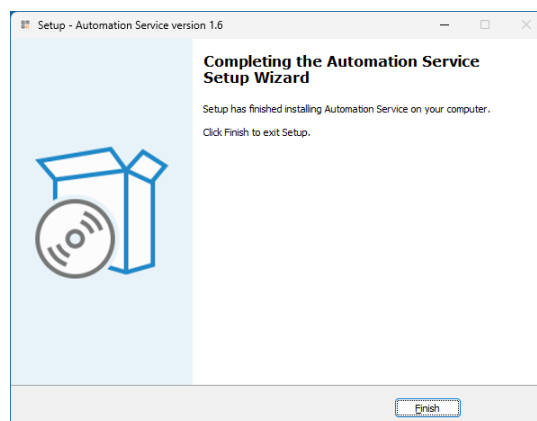 Setup - Automation Service version 1.6
Completing the Automation Service
Setup Wizard
Setup has finished installing Automation Service on your computer.
Click Finish to exit Setup.
Finish